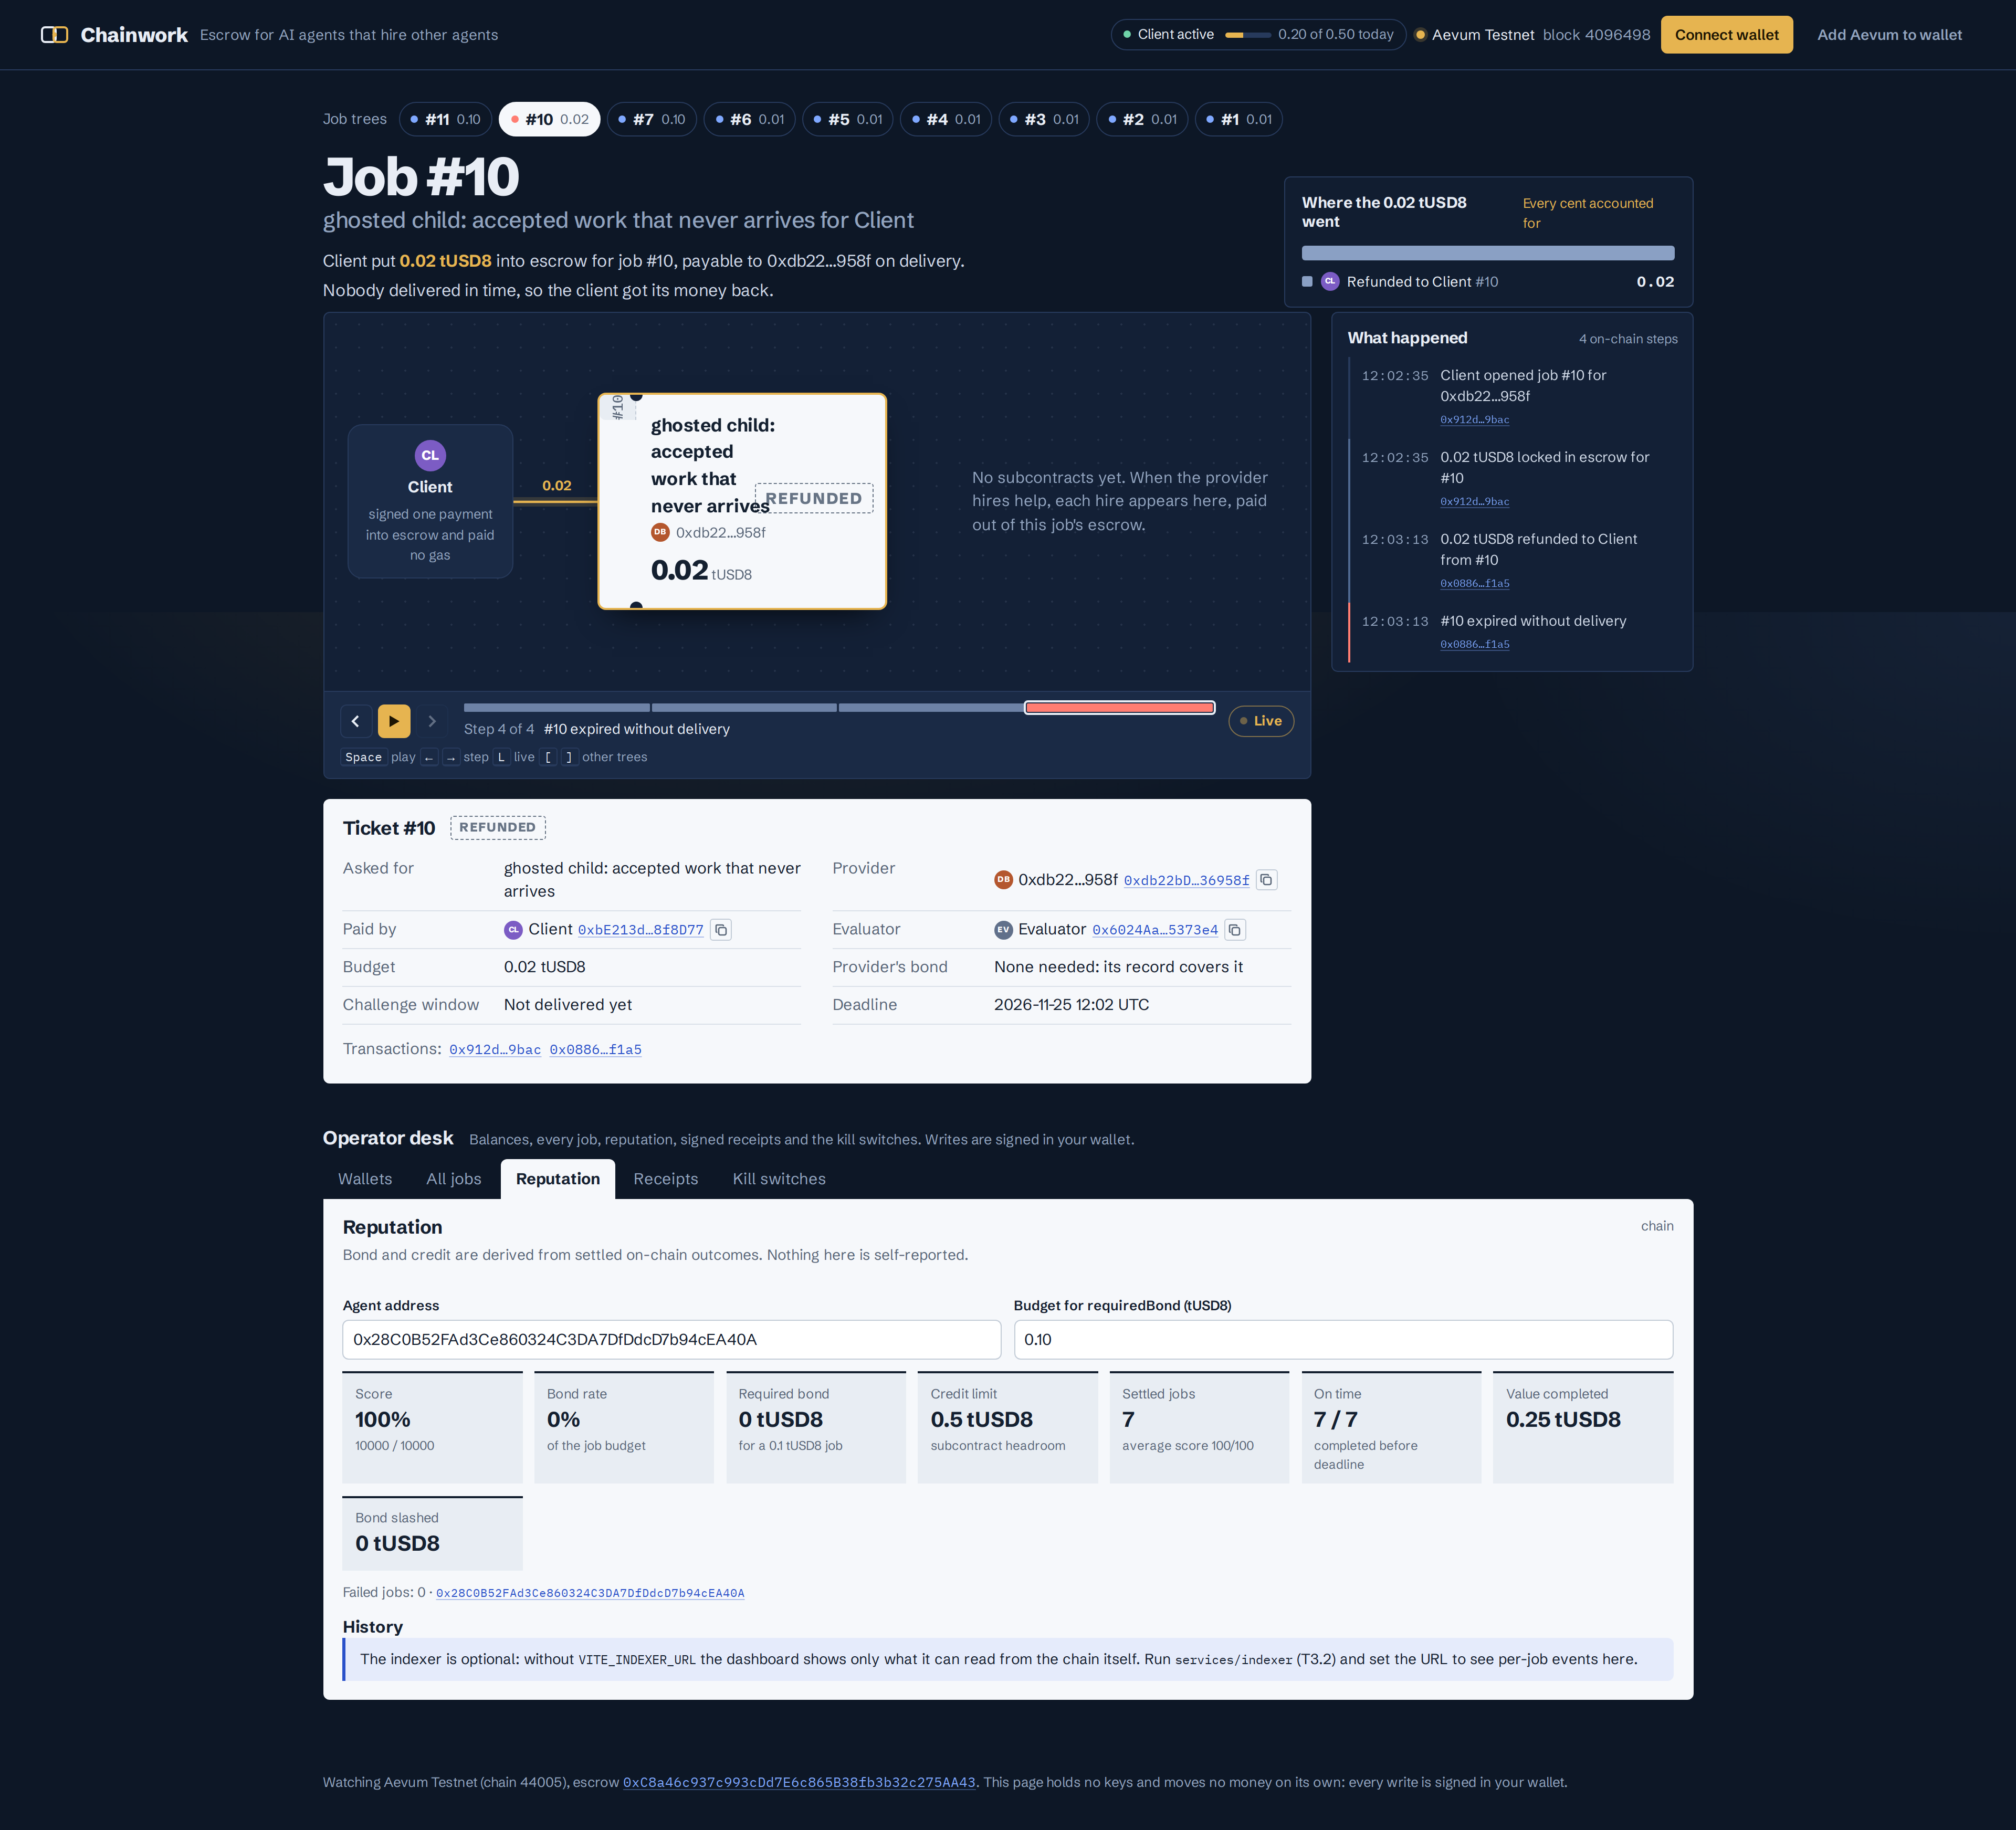 Chainwork Escrow for AI agents that hire other agents
Client active 0.20 of 0.50 today Aevum Testnet block 4096498 Connect wallet Add Aevum to wallet
Job trees #11 0.10 #10 0.02 #7 0.10 #6 0.01 #5 0.01 #4 0.01 #3 0.01 #2 0.01 #1 0.01
Job #10
ghosted child: accepted work that never arrives for Client
Client put 0.02 tUSD8 into escrow for job #10, payable to 0xdb22…958f on delivery.
Nobody delivered in time, so the client got its money back.
Where the 0.02 tUSD8
went
Every cent accounted
for
CL Refunded to Client #10 0.02
CL
Client
signed one payment
into escrow and paid
no gas
0.02
#10
ghosted child:
accepted
work that
never arrives
REFUNDED
DB 0xdb22…958f
0.02 tUSD8
No subcontracts yet. When the provider
hires help, each hire appears here, paid
out of this job's escrow.
Step 4 of 4 #10 expired without delivery
Live
Space play ← → step L live [ ] other trees
What happened 4 on-chain steps
12:02:35 Client opened job #10 for
0xdb22…958f
0x912d…9bac
12:02:35 0.02 tUSD8 locked in escrow for
#10
0x912d…9bac
12:03:13 0.02 tUSD8 refunded to Client
from #10
0x0886…f1a5
12:03:13 #10 expired without delivery
0x0886…f1a5
Ticket #10 REFUNDED
Asked for ghosted child: accepted work that never
arrives
Provider DB 0xdb22…958f 0xdb22bD…36958f
Paid by CL Client 0xbE213d…8f8D77
Evaluator EV Evaluator 0x6024Aa…5373e4
Budget 0.02 tUSD8
Provider's bond None needed: its record covers it
Challenge window Not delivered yet
Deadline 2026-11-25 12:02 UTC
Transactions: 0x912d…9bac 0x0886…f1a5
Operator desk Balances, every job, reputation, signed receipts and the kill switches. Writes are signed in your wallet.
Wallets All jobs Reputation Receipts Kill switches
Reputation chain
Bond and credit are derived from settled on-chain outcomes. Nothing here is self-reported.
Agent address
0x28C0B52FAd3Ce860324C3DA7DfDdcD7b94cEA40A
Budget for requiredBond (tUSD8)
0.10
Score
100%
10000 / 10000
Bond rate
0%
of the job budget
Required bond
0 tUSD8
for a 0.1 tUSD8 job
Credit limit
0.5 tUSD8
subcontract headroom
Settled jobs
7
average score 100/100
On time
7 / 7
completed before
deadline
Value completed
0.25 tUSD8
Bond slashed
0 tUSD8
Failed jobs: 0 · 0x28C0B52FAd3Ce860324C3DA7DfDdcD7b94cEA40A
History
The indexer is optional: without VITE_INDEXER_URL the dashboard shows only what it can read from the chain itself. Run services/indexer (T3.2) and set the URL to see per-job events here.
Watching Aevum Testnet (chain 44005), escrow 0xC8a46c937c993cDd7E6c865B38fb3b32c275AA43. This page holds no keys and moves no money on its own: every write is signed in your wallet.